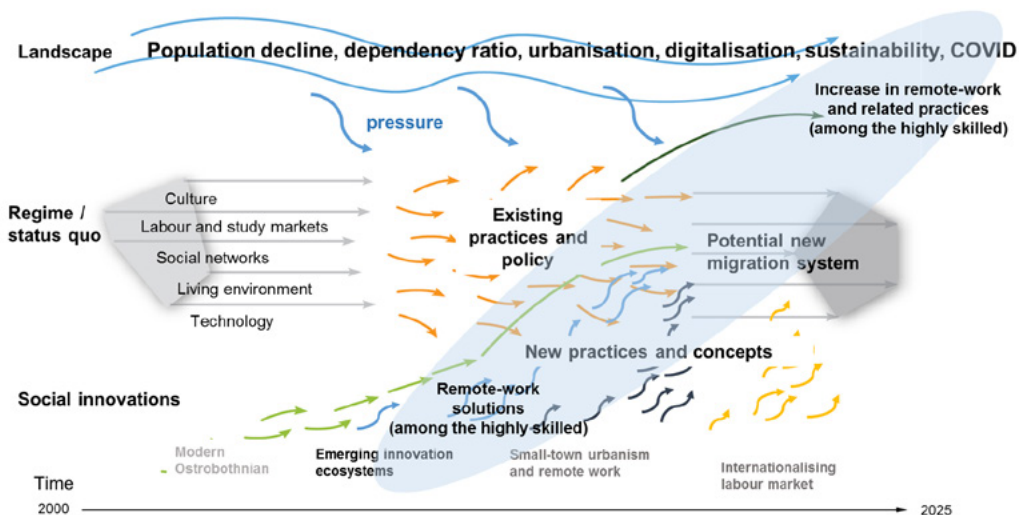 Landscape
Population decline, dependency ratio, urbanisation, digitalisation, sustainability, COVID
Increase in remote-work
and related practices
(among the highly skilled)
pressure
Regime /
status quo
Culture
Labour and study markets
Social networks
Living environment
Technology
Existing
practices and
policy
Potential new
migration system
New practices and concepts
Social innovations
Remote-work
solutions
(among the highly skilled)
Modern
Ostrobothnian
Emerging innovation
ecosystems
Small-town urbanism
and remote work
Internationalising
labour market
Time
2000
2025